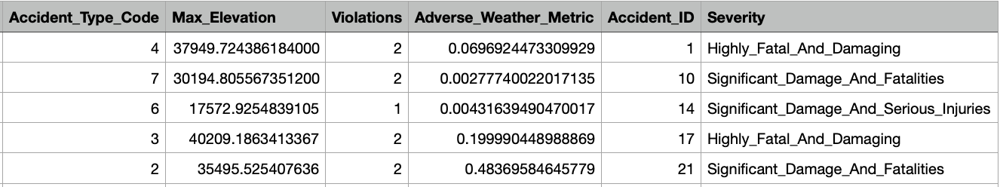 Accident_Type_Code Max_Elevation Violations Adverse_Weather_Metric Accident_ID Severity
4 37949.724386184000 2 0.0696924473309929 1 Highly_Fatal_And_Damaging
7 30194.805567351200 2 0.00277740022017135 10 Significant_Damage_And_Fatalities
6 17572.9254839105 1 0.00431639490470017 14 Significant_Damage_And_Serious_Injuries
3 40209.1863413367 2 0.199990448988869 17 Highly_Fatal_And_Damaging
2 35495.525407636 2 0.48369584645779 21 Significant_Damage_And_Fatalities